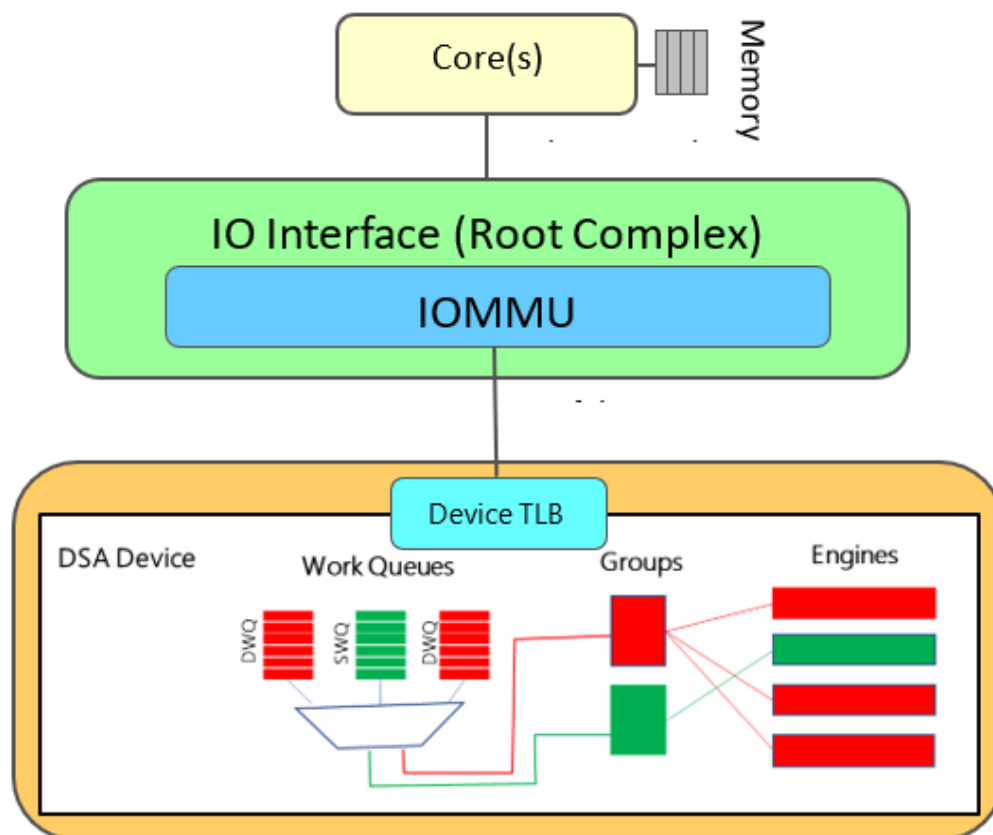 Core(s)
Memory
IO Interface (Root Complex)
IOMMU
Device TLB
DSA Device
Work Queues
Groups
Engines
DWQ
SWQ
DWQ